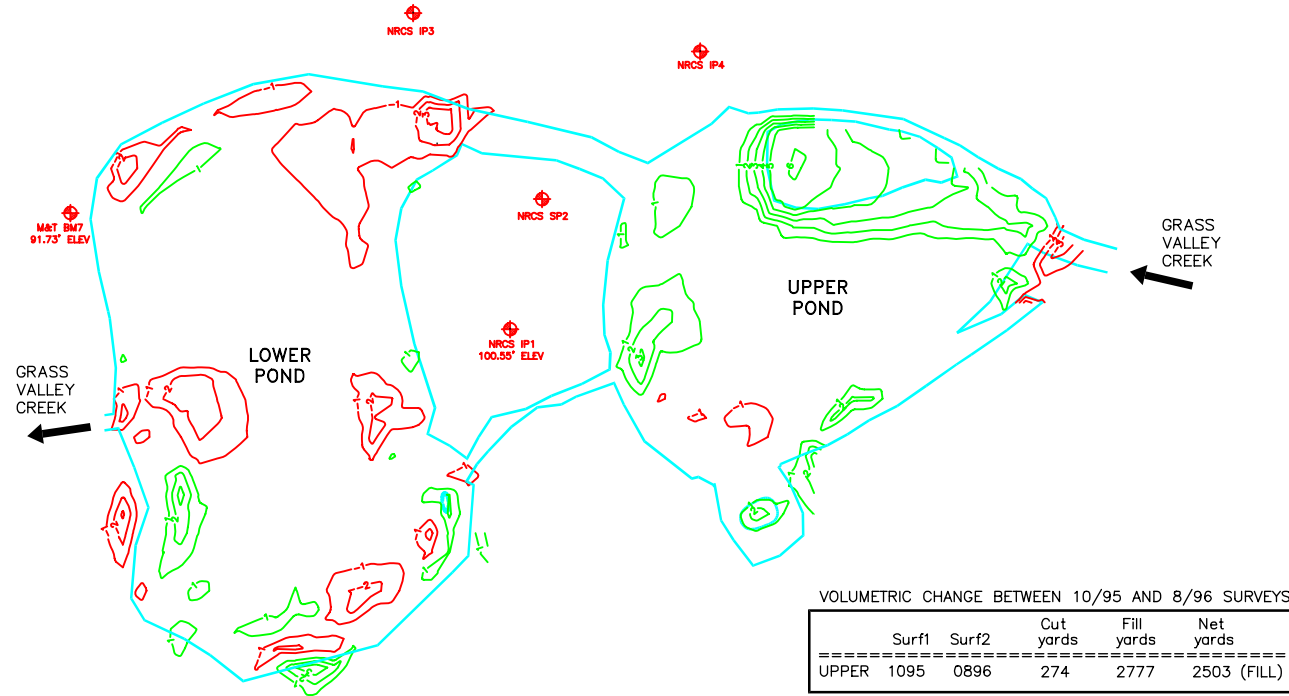 NRCS IP3
NRCS IP4
M&T BM7
91.73' ELEV
NRCS SP2
GRASS
VALLEY
CREEK
UPPER
POND
NRCS IP1
100.55' ELEV
LOWER
POND
GRASS
VALLEY
CREEK
VOLUMETRIC CHANGE BETWEEN 10/95 AND 8/96 SURVEYS
Surf1 Surf2 Cut yards Fill yards Net yards
UPPER 1095 0896 274 2777 2503 (FILL)